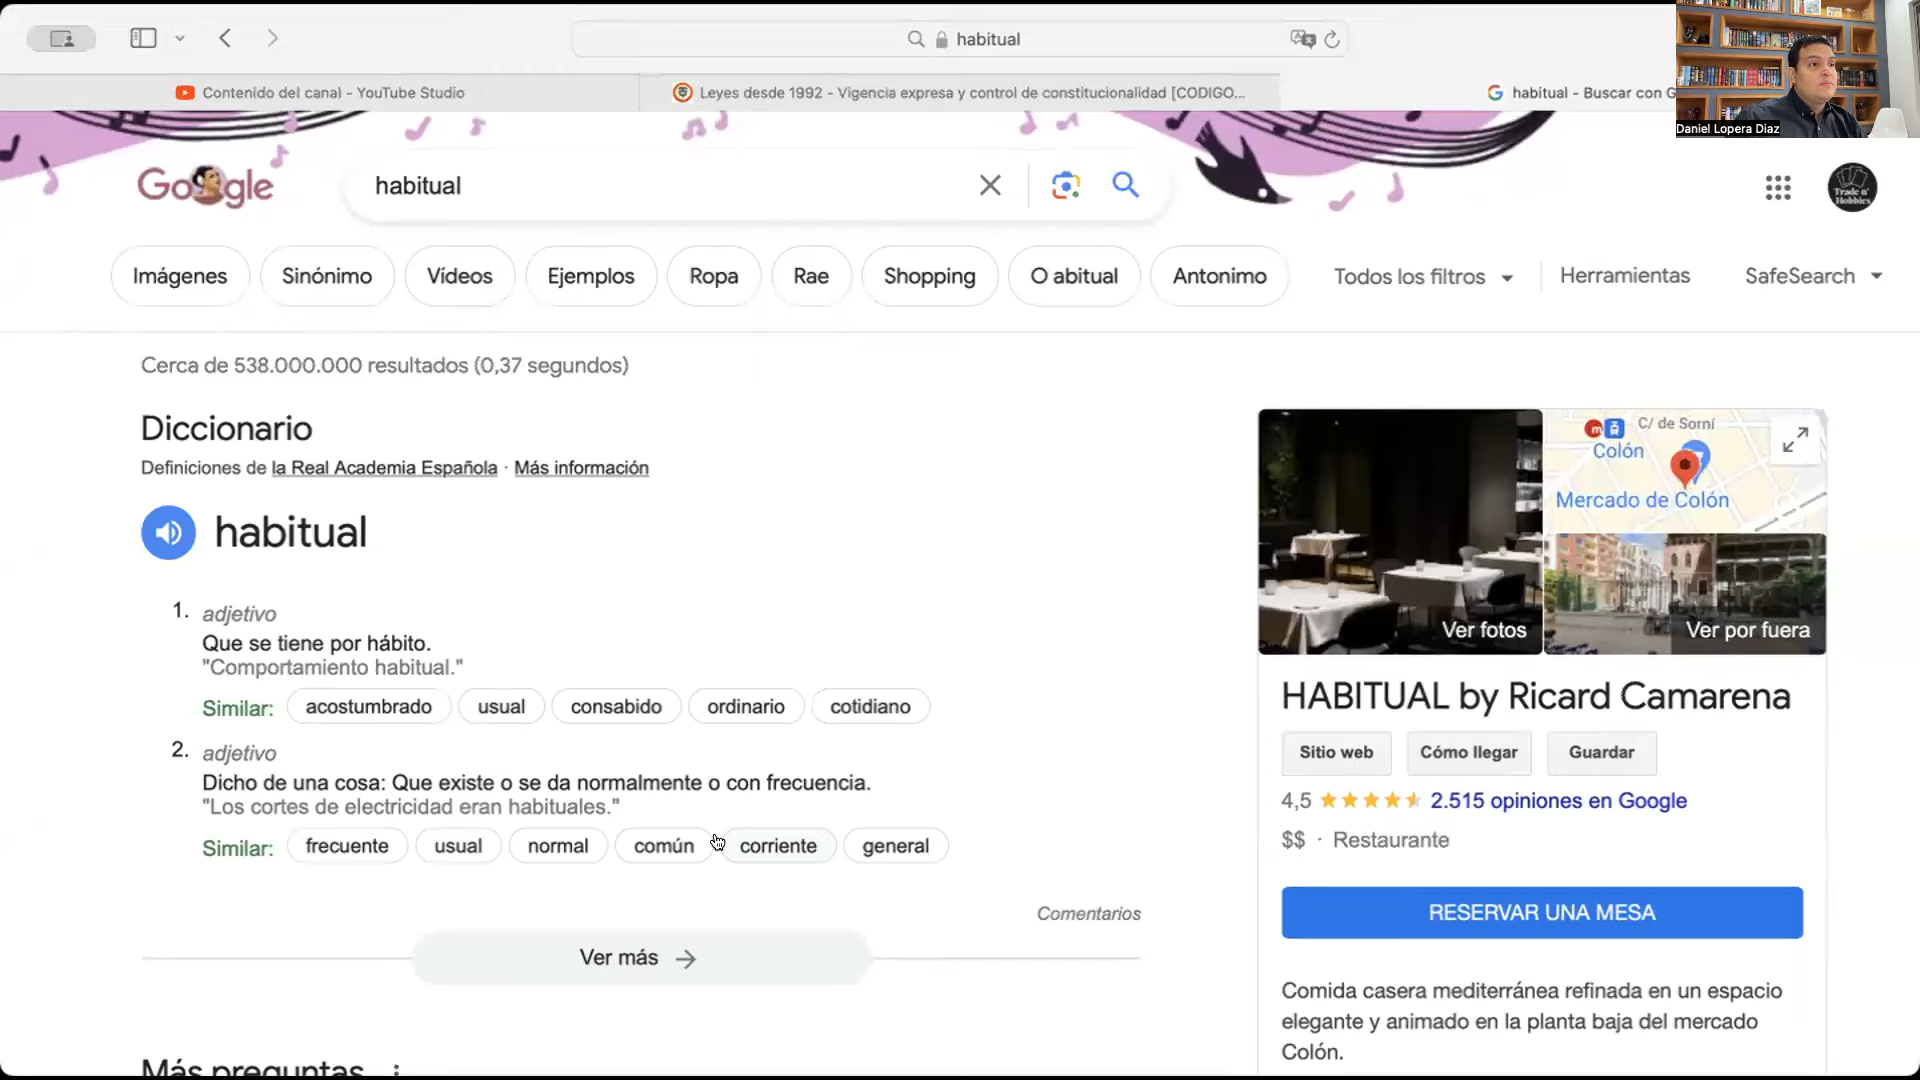 habitual
Contenido del canal - YouTube Studio
Leyes desde 1992 - Vigencia expresa y control de constitucionalidad [CODIGO...
habitual - Buscar con G
Daniel Lopera Diaz
Google
habitual
Trade n' Hobbies
Imágenes
Sinónimo
Vídeos
Ejemplos
Ropa
Rae
Shopping
O abitual
Antonimo
Todos los filtros
Herramientas
SafeSearch
Cerca de 538.000.000 resultados (0,37 segundos)
Diccionario
Definiciones de la Real Academia Española · Más información
habitual
1. adjetivo
Que se tiene por hábito.
"Comportamiento habitual."
Similar: acostumbrado usual consabido ordinario cotidiano
2. adjetivo
Dicho de una cosa: Que existe o se da normalmente o con frecuencia.
"Los cortes de electricidad eran habituales."
Similar: frecuente usual normal común corriente general
Comentarios
Ver más
Más preguntas
C/ de Sorní
Colón
Mercado de Colón
Ver fotos
Ver por fuera
HABITUAL by Ricard Camarena
Sitio web
Cómo llegar
Guardar
4,5 2.515 opiniones en Google
$$ · Restaurante
RESERVAR UNA MESA
Comida casera mediterránea refinada en un espacio
elegante y animado en la planta baja del mercado
Colón.